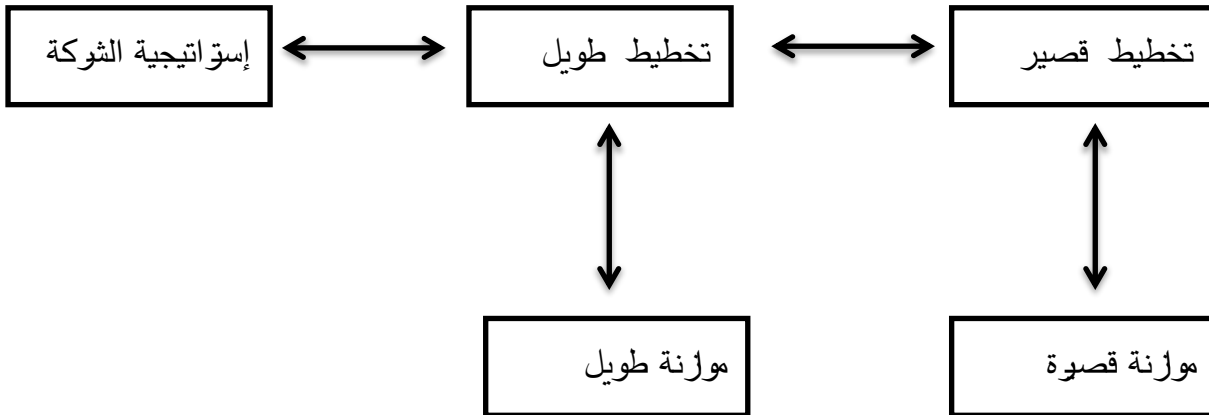 تخطيط قصير
تخطيط طويل
إستراتيجية الشركة
موازنة قصيرة
موازنة طويل